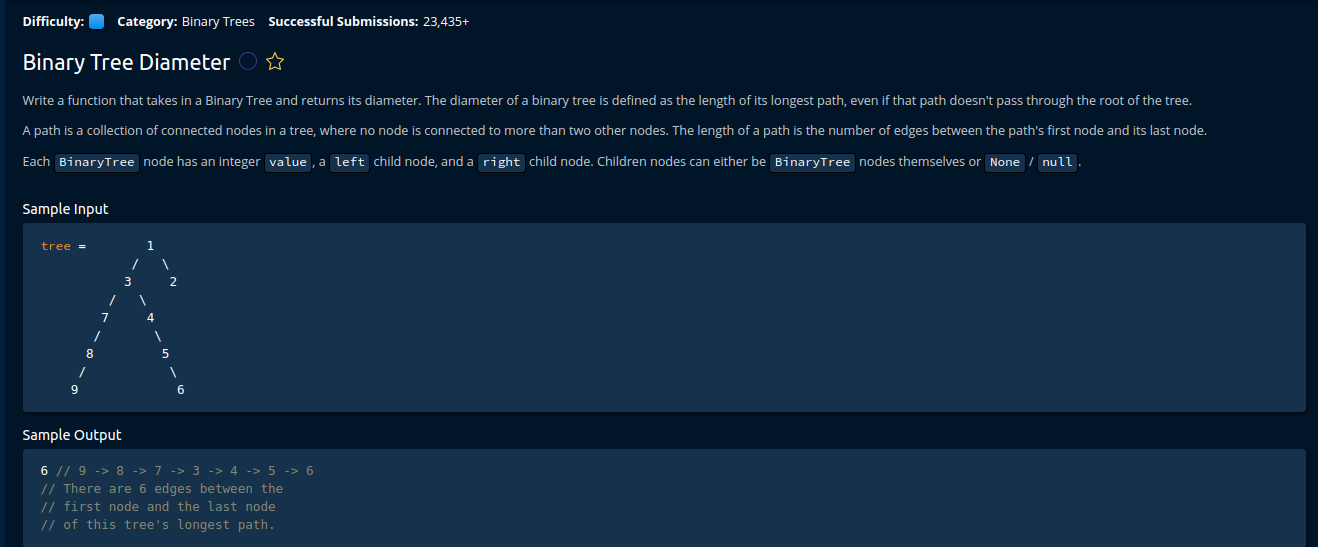 Difficulty: Category: Binary Trees Successful Submissions: 23,435+
Binary Tree Diameter
Write a function that takes in a Binary Tree and returns its diameter. The diameter of a binary tree is defined as the length of its longest path, even if that path doesn't pass through the root of the tree.
A path is a collection of connected nodes in a tree, where no node is connected to more than two other nodes. The length of a path is the number of edges between the path's first node and its last node.
Each BinaryTree node has an integer value, a left child node, and a right child node. Children nodes can either be BinaryTree nodes themselves or None / null.
Sample Input
tree =        1
            /   \
           3     2
         /   \
        7     4
       /       \
      8         5
     /           \
    9             6
Sample Output
6 // 9 -> 8 -> 7 -> 3 -> 4 -> 5 -> 6
// There are 6 edges between the
// first node and the last node
// of this tree's longest path.